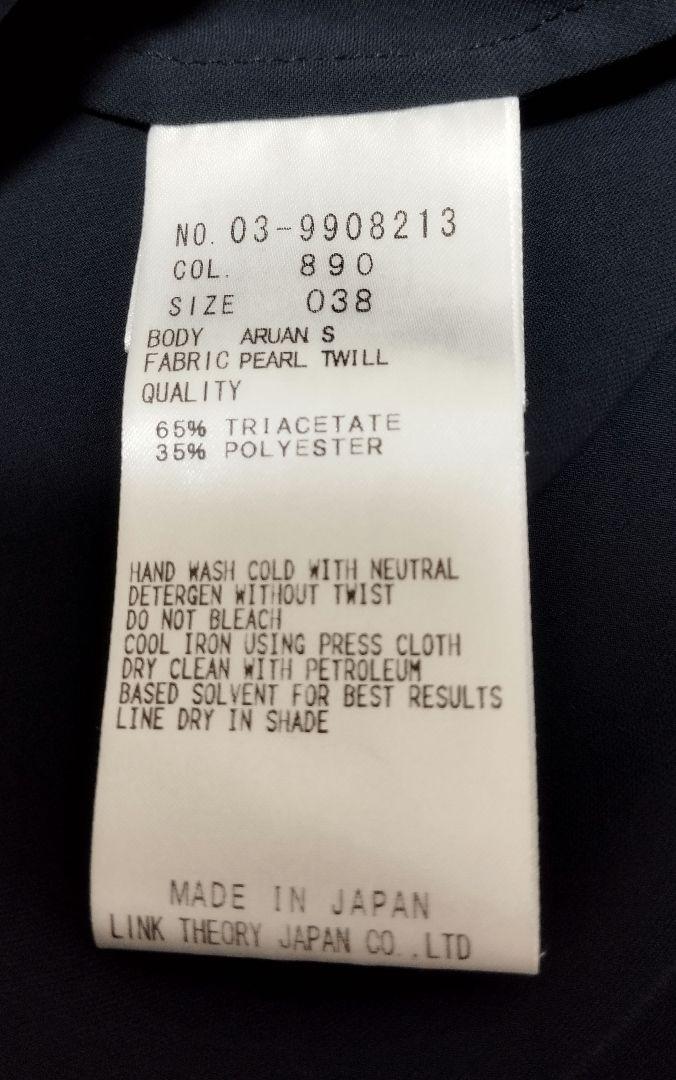 NO. 03-9908213
COL. 890
SIZE 038
BODY ARUAN S
FABRIC PEARL TWILL
QUALITY
65% TRIACETATE
35% POLYESTER
HAND WASH COLD WITH NEUTRAL
DETERGEN WITHOUT TWIST
DO NOT BLEACH
COOL IRON USING PRESS CLOTH
DRY CLEAN WITH PETROLEUM
BASED SOLVENT FOR BEST RESULTS
LINE DRY IN SHADE
MADE IN JAPAN
LINK THEORY JAPAN CO.,LTD